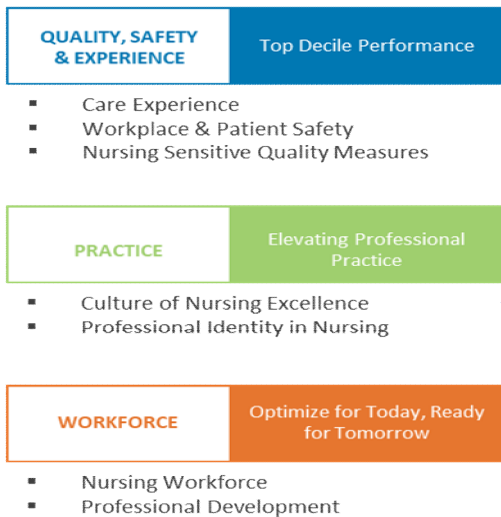 QUALITY, SAFETY
& EXPERIENCE
Top Decile Performance
▪ Care Experience
▪ Workplace & Patient Safety
▪ Nursing Sensitive Quality Measures
PRACTICE
Elevating Professional
Practice
▪ Culture of Nursing Excellence
▪ Professional Identity in Nursing
WORKFORCE
Optimize for Today, Ready
for Tomorrow
▪ Nursing Workforce
▪ Professional Development